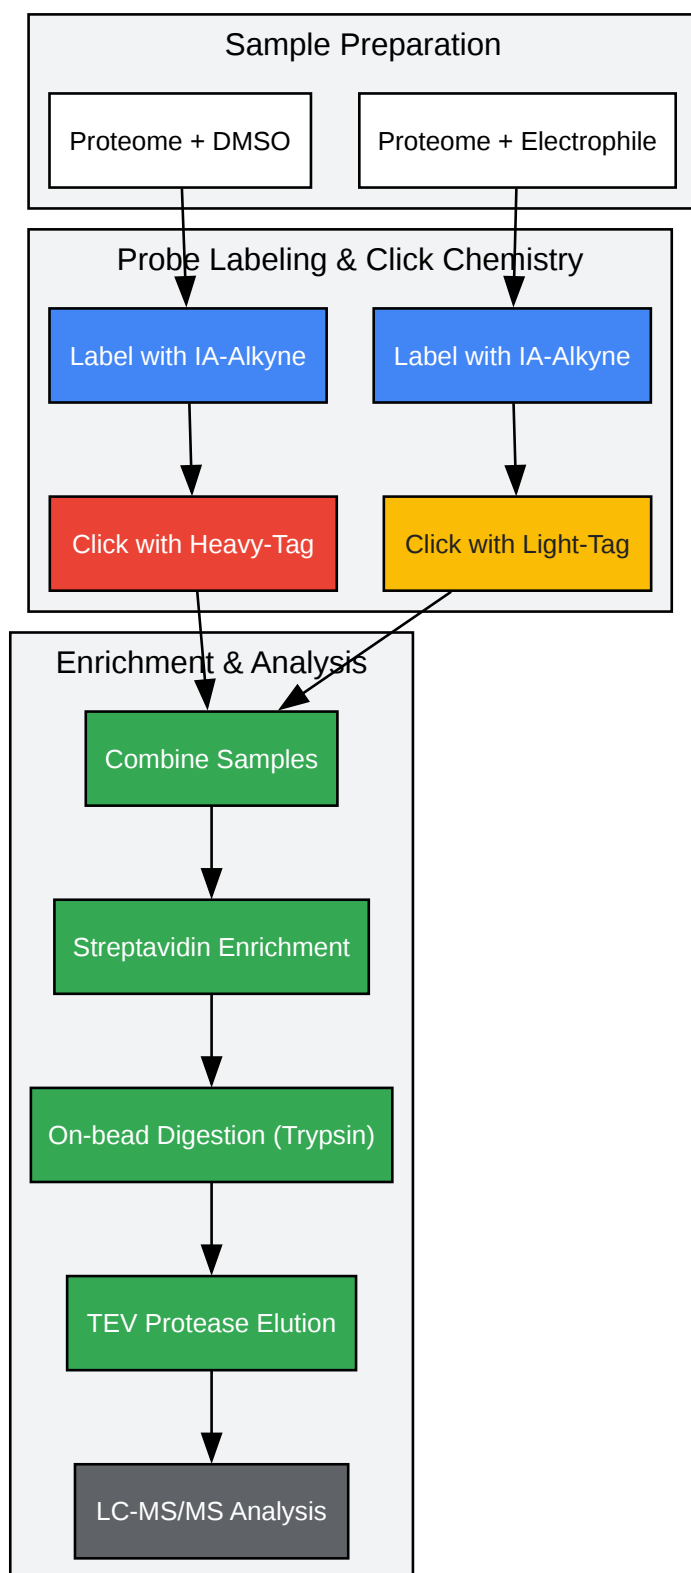 Sample Preparation
Proteome + DMSO
Proteome + Electrophile
Probe Labeling & Click Chemistry
Label with IA-Alkyne
Label with IA-Alkyne
Click with Heavy-Tag
Click with Light-Tag
Enrichment & Analysis
Combine Samples
Streptavidin Enrichment
On-bead Digestion (Trypsin)
TEV Protease Elution
LC-MS/MS Analysis